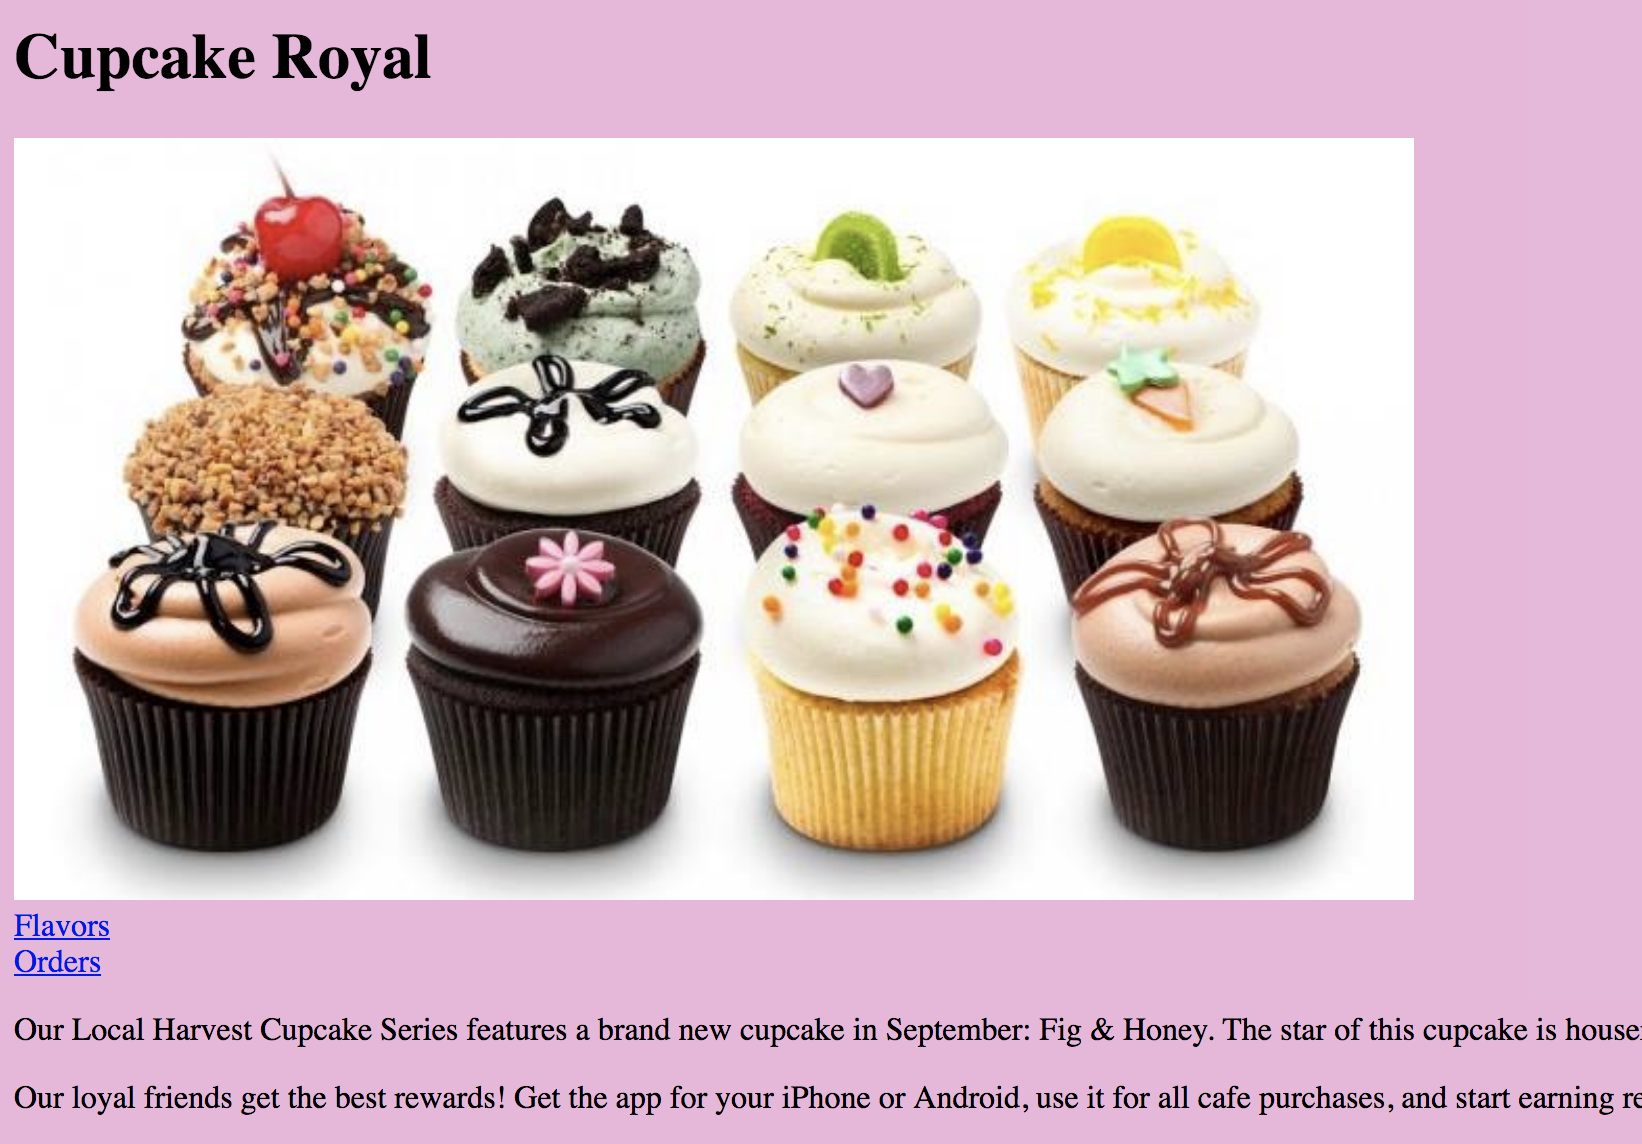 Cupcake Royal
Flavors
Orders
Our Local Harvest Cupcake Series features a brand new cupcake in September: Fig & Honey. The star of this cupcake is
Our loyal friends get the best rewards! Get the app for your iPhone or Android, use it for all cafe purchases, and start earning